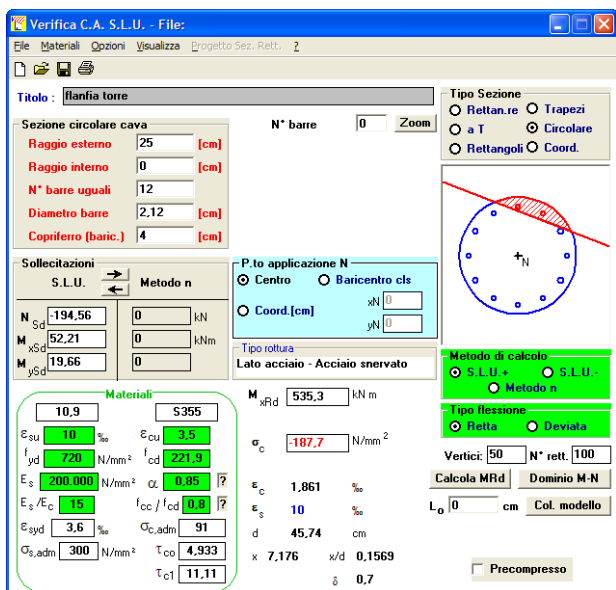 Verifica C.A. S.L.U. - File:
File Materiali Opzioni Visualizza Progetto Sez. Rett. ?
Titolo : flanfia torre
Sezione circolare cava
Raggio esterno 25 [cm]
Raggio interno 0 [cm]
N* barre uguali 12
Diametro barre 2,12 [cm]
Copriferro (baric.) 4 [cm]
N* barre 0 Zoom
Tipo Sezione
Rettan.re Trapezi
a T Circolare
Rettangoli Coord.
N
Sollecitazioni
S.L.U. Metodo n
N Sd -194,56 0 kN
M xSd 52,21 0 kNm
M ySd 19,66 0
P.to applicazione N
Centro Baricentro cls
Coord.[cm] xN 0
yN 0
Tipo rottura
Lato acciaio - Acciaio snervato
Metodo di calcolo
S.L.U.+ S.L.U.-
Metodo n
Tipo flessione
Retta Deviata
Materiali
10,9 S355
εsu 10 ‰ εcu 3,5
fyd 720 N/mm² fcd 221,9
Es 200.000 N/mm² α 0,85 ?
Es/Ec 15 fcc / fcd 0,8 ?
εsyd 3,6 ‰ σc,adm 91
σs,adm 300 N/mm² τco 4,933
τc1 11,11
M xRd 535,3 kN m
σc -187,7 N/mm²
εc 1,861 ‰
εs 10 ‰
d 45,74 cm
x 7,176 x/d 0,1569
δ 0,7
Vertici: 50 N* rett. 100
Calcola MRd Dominio M-N
Lo 0 cm Col. modello
Precompresso